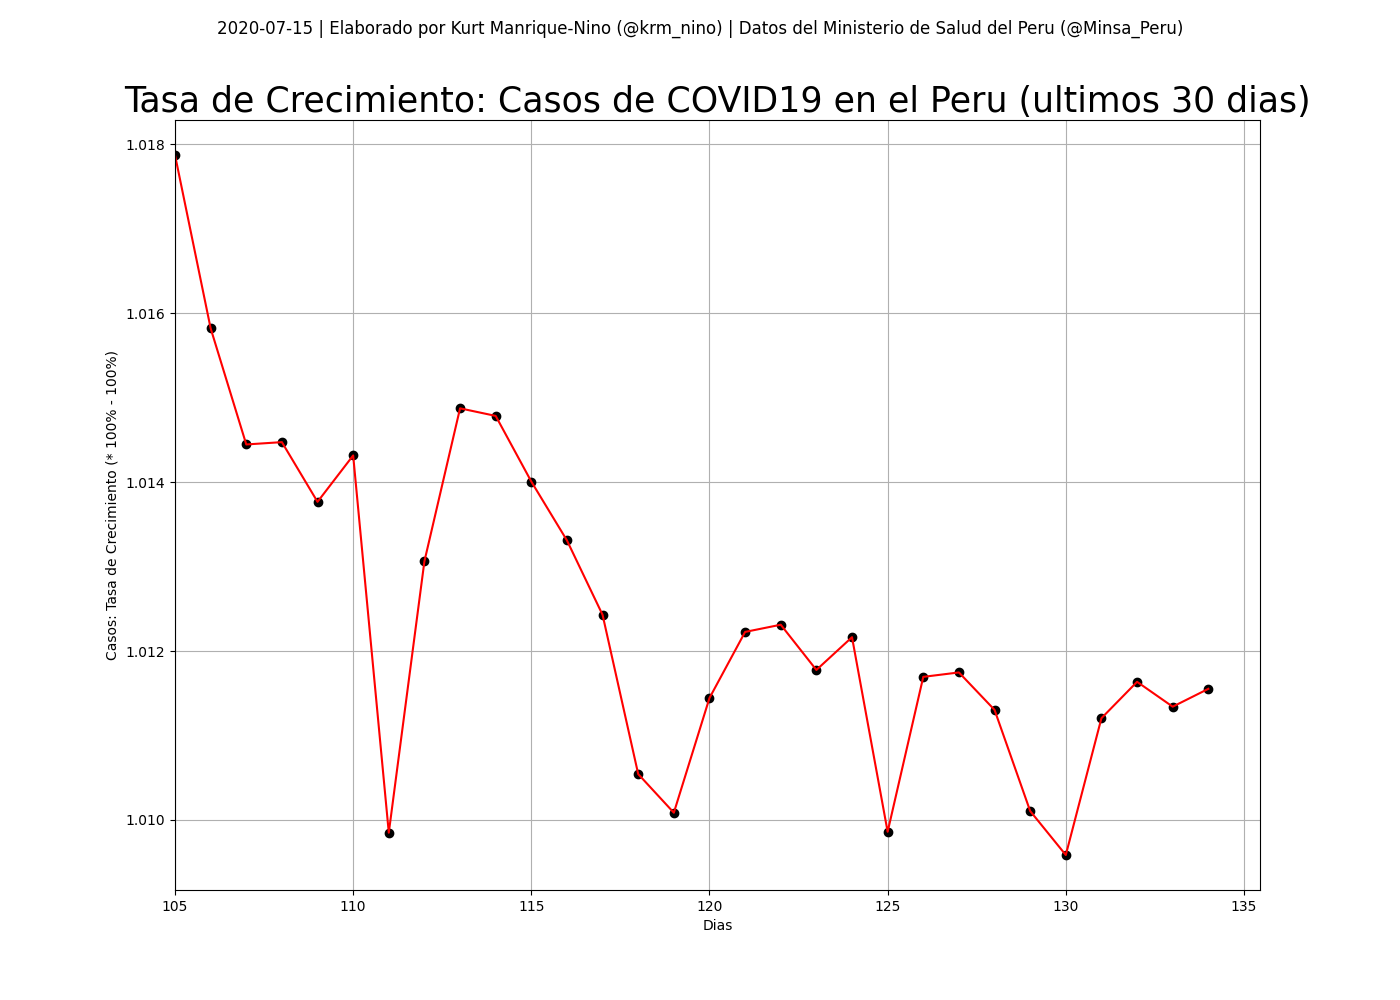 2020-07-15 | Elaborado por Kurt Manrique-Nino (@krm_nino) | Datos del Ministerio de Salud del Peru (@Minsa_Peru)
Tasa de Crecimiento: Casos de COVID19 en el Peru (ultimos 30 dias)
Casos: Tasa de Crecimiento (* 100% - 100%)
1.018
1.016
1.014
1.012
1.010
105 110 115 120 125 130 135
Dias